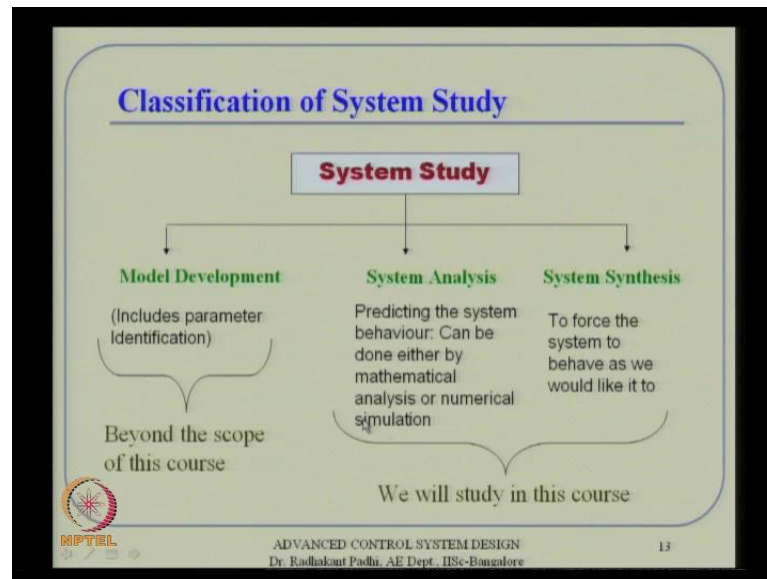 Classification of System Study
System Study
Model Development
(Includes parameter
Identification)
Beyond the scope
of this course
System Analysis
Predicting the system
behaviour: Can be
done either by
mathematical
analysis or numerical
simulation
System Synthesis
To force the
system to
behave as we
would like it to
We will study in this course
NPTEL
ADVANCED CONTROL SYSTEM DESIGN
Dr. Radhakant Padhi, AE Dept., IISc-Bangalore
13